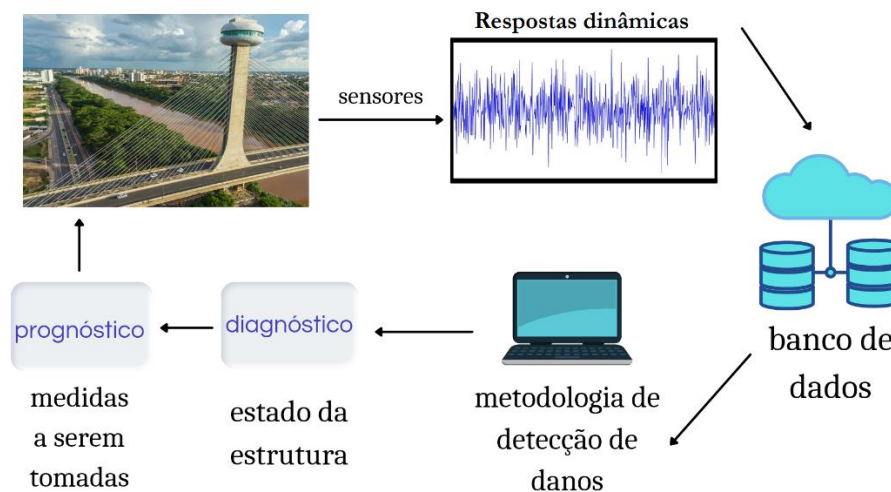 Respostas dinâmicas
sensores
banco de
dados
metodologia de
detecção de
danos
diagnóstico
estado da
estrutura
prognóstico
medidas
a serem
tomadas